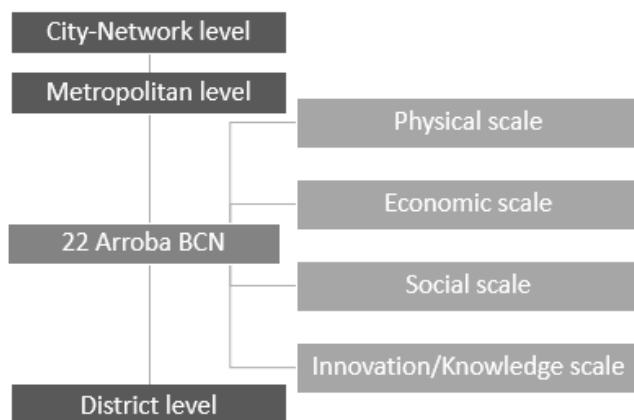 City-Network level
Metropolitan level
Physical scale
Economic scale
22 Arroba BCN
Social scale
Innovation/Knowledge scale
District level